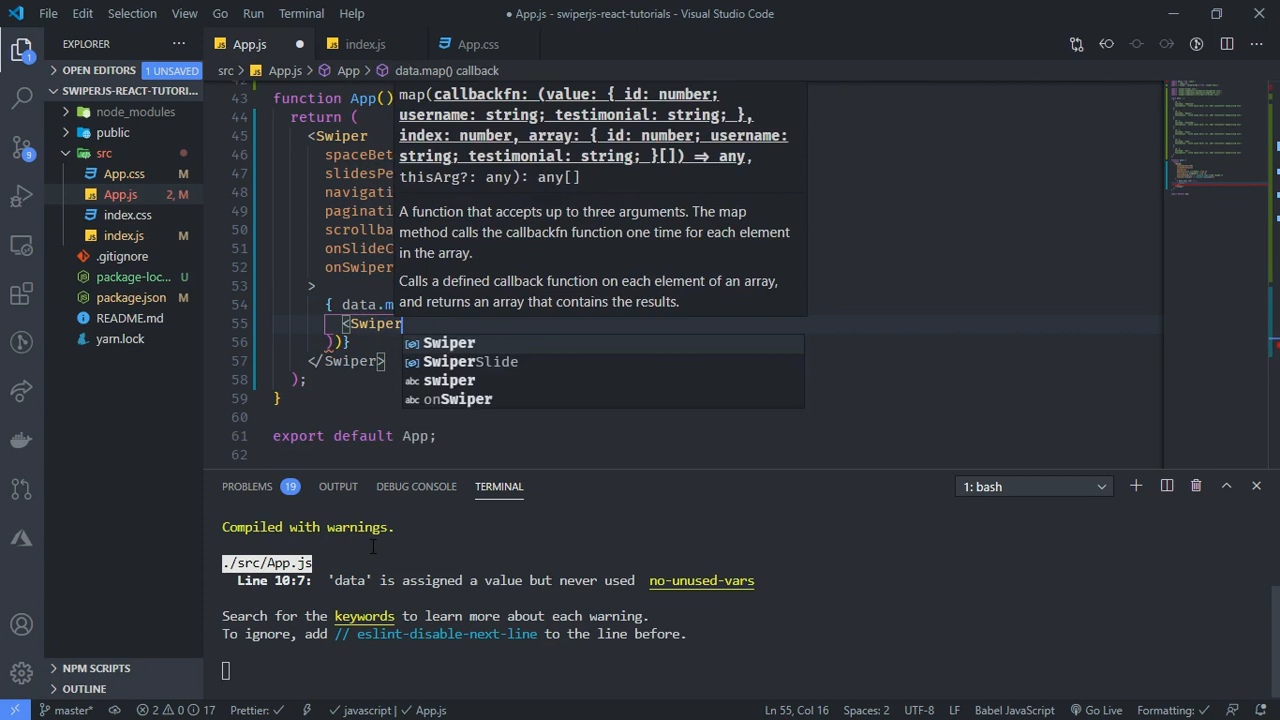 File Edit Selection View Go Run Terminal Help
● App.js - swiperjs-react-tutorials - Visual Studio Code
EXPLORER
App.js index.js App.css
OPEN EDITORS 1 UNSAVED
src > App.js > App > data.map() callback
SWIPERJS-REACT-TUTORI...
node_modules
public
src
App.css M
App.js 2, M
index.css
index.js M
.gitignore
package-loc... U
package.json M
README.md
yarn.lock
NPM SCRIPTS
OUTLINE
1
9
43 function App()
44 return (
45 <Swiper
46 spaceBet
47 slidesPe
48 navigati
49 paginati
50 scrollba
51 onSlideC
52 onSwiper
53 >
54 { data.m
55 <Swiper
56 ))}
57 </Swiper>
58 );
59 }
60
61 export default App;
62
map(callbackfn: (value: { id: number;
username: string; testimonial: string; },
index: number, array: { id: number; username:
string; testimonial: string; }[]) => any,
thisArg?: any): any[]
A function that accepts up to three arguments. The map
method calls the callbackfn function one time for each element
in the array.
Calls a defined callback function on each element of an array,
and returns an array that contains the results.
Swiper
SwiperSlide
abc swiper
abc onSwiper
PROBLEMS 19 OUTPUT DEBUG CONSOLE TERMINAL 1: bash
Compiled with warnings.
./src/App.js
Line 10:7: 'data' is assigned a value but never used no-unused-vars
Search for the keywords to learn more about each warning.
To ignore, add // eslint-disable-next-line to the line before.
master* 2 0 17 Prettier: ✓ ✓ javascript | ✓ App.js Ln 55, Col 16 Spaces: 2 UTF-8 LF Babel JavaScript Go Live Formatting: ✓